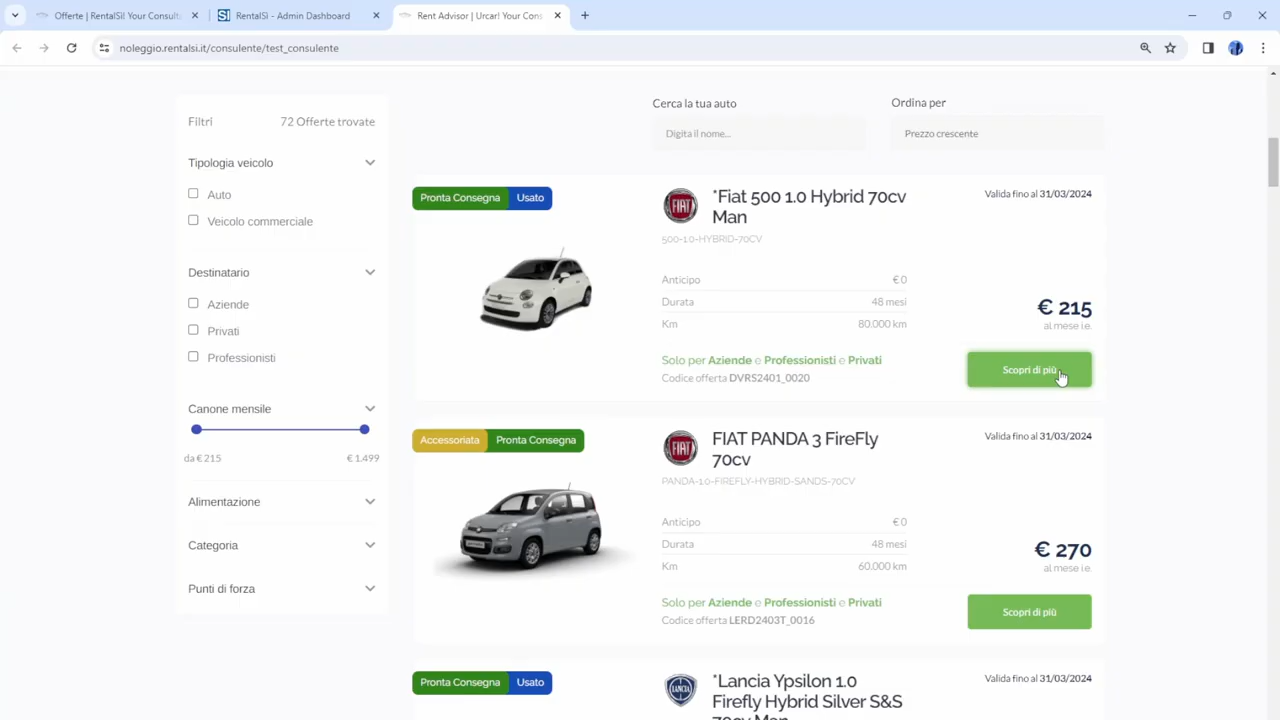 Offerte | RentalSì! Your Consult
RentalSì - Admin Dashboard
Rent Advisor | Urcar! Your Cons
noleggio.rentalsi.it/consulente/test_consulente
Filtri
72 Offerte trovate
Tipologia veicolo
Auto
Veicolo commerciale
Destinatario
Aziende
Privati
Professionisti
Canone mensile
da € 215
€ 1.499
Alimentazione
Categoria
Punti di forza
Cerca la tua auto
Digita il nome...
Ordina per
Prezzo crescente
Pronta Consegna
Usato
FIAT
*Fiat 500 1.0 Hybrid 70cv
Man
500-1.0-HYBRID-70CV
Valida fino al 31/03/2024
Anticipo
€ 0
Durata
48 mesi
Km
80.000 km
€ 215
al mese i.e.
Solo per Aziende e Professionisti e Privati
Codice offerta DVRS2401_0020
Scopri di più
Accessoriata
Pronta Consegna
FIAT
FIAT PANDA 3 FireFly
70cv
PANDA-1.0-FIREFLY-HYBRID-SANDS-70CV
Valida fino al 31/03/2024
Anticipo
€ 0
Durata
48 mesi
Km
60.000 km
€ 270
al mese i.e.
Solo per Aziende e Professionisti e Privati
Codice offerta LERD2403T_0016
Scopri di più
Pronta Consegna
Usato
LANCIA
*Lancia Ypsilon 1.0
Firefly Hybrid Silver S&S
70cv Man
Valida fino al 31/03/2024